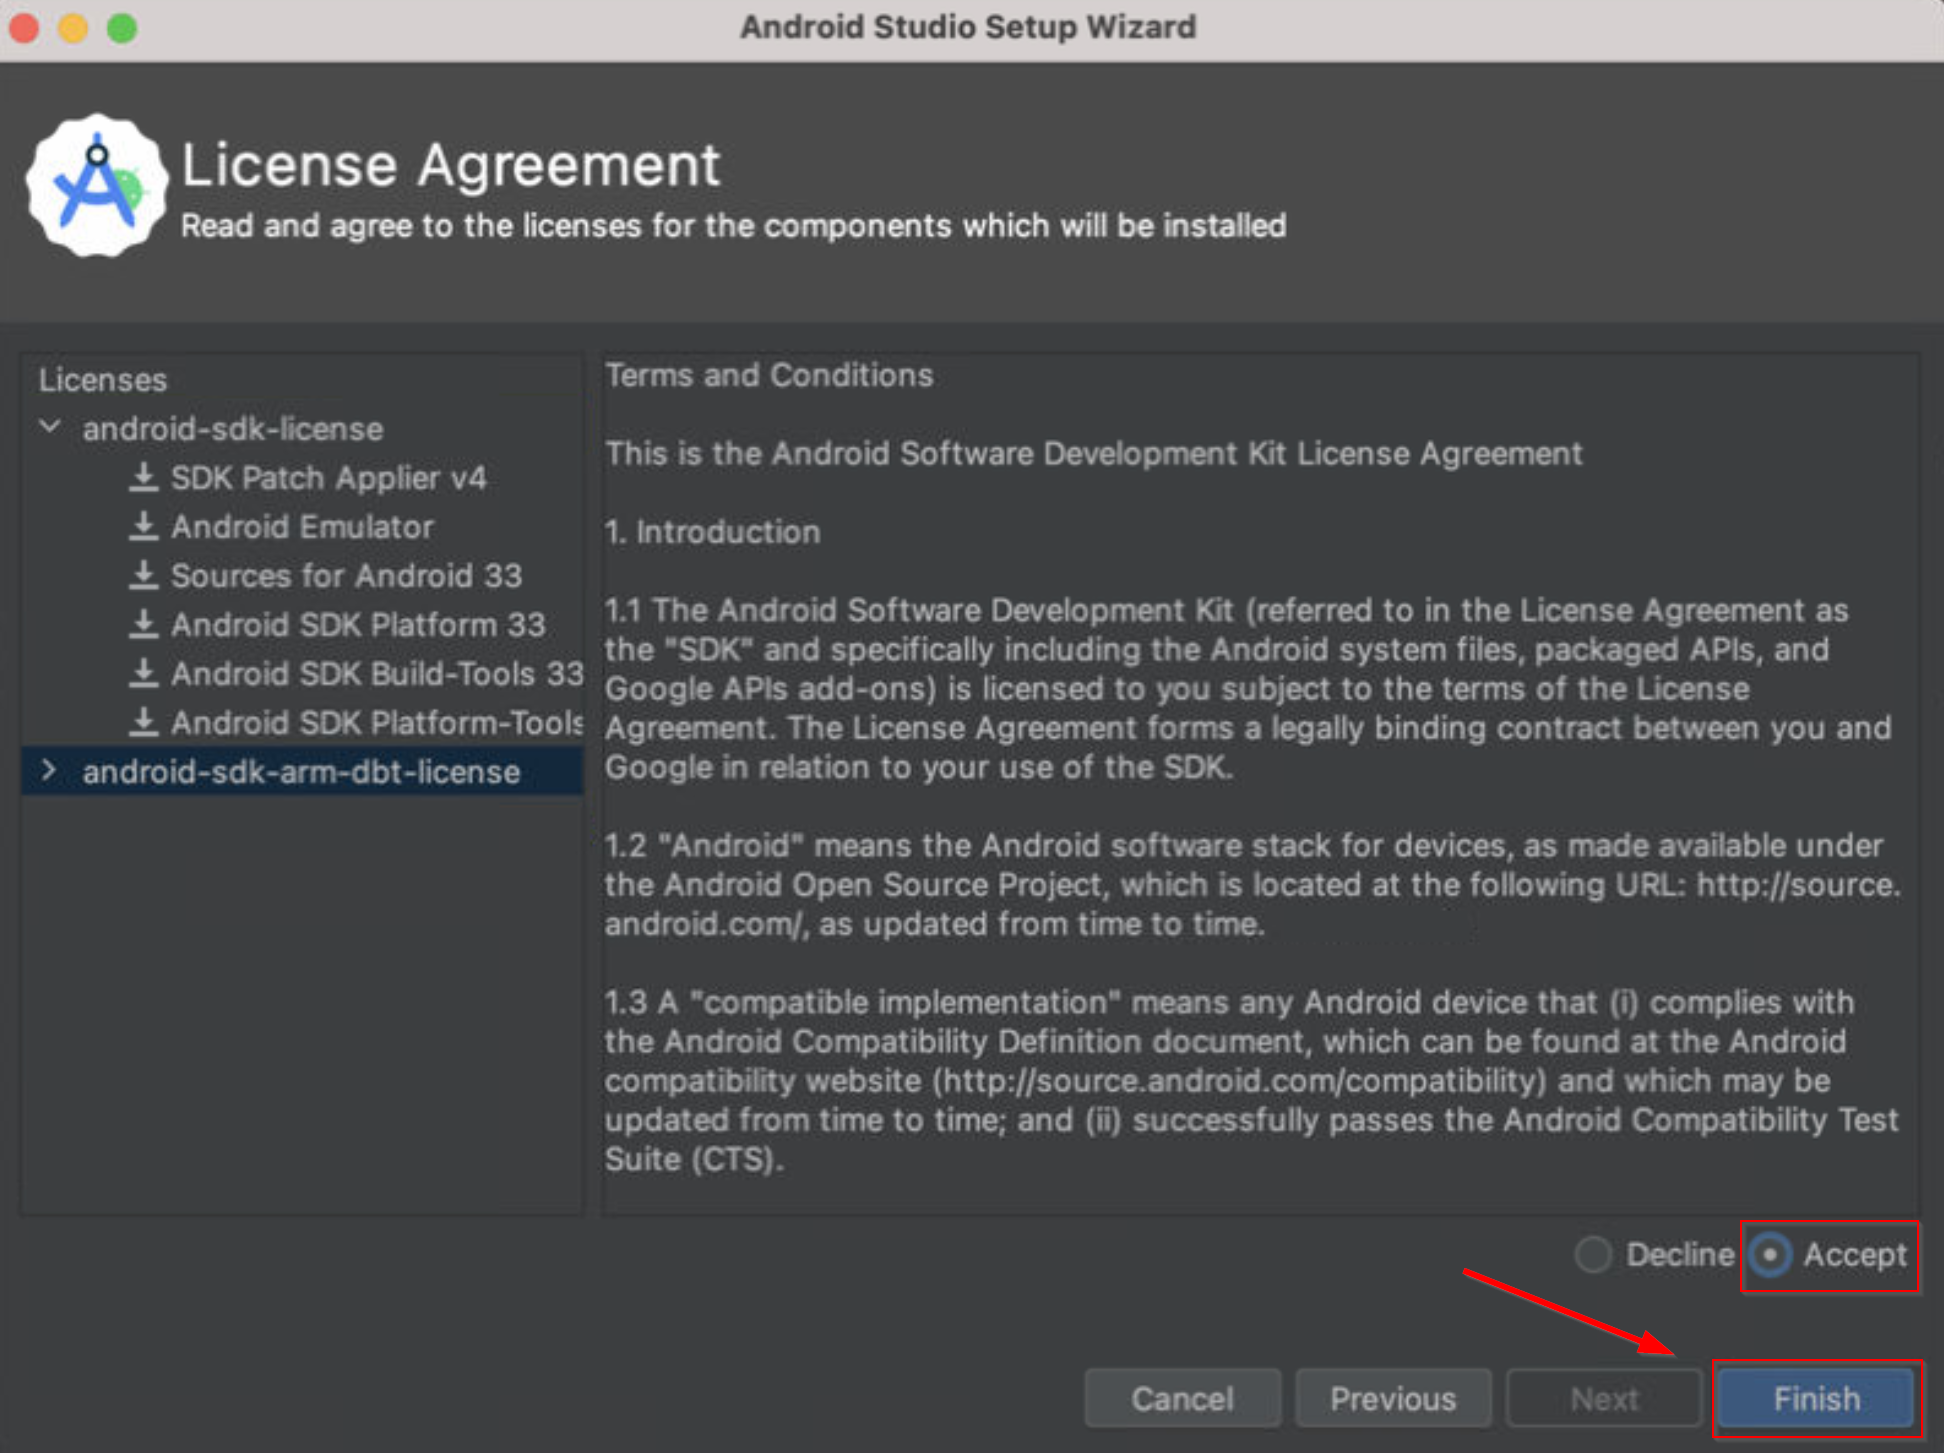 Android Studio Setup Wizard
License Agreement
Read and agree to the licenses for the components which will be installed
Licenses
android-sdk-license
SDK Patch Applier v4
Android Emulator
Sources for Android 33
Android SDK Platform 33
Android SDK Build-Tools 33
Android SDK Platform-Tools
android-sdk-arm-dbt-license
Terms and Conditions
This is the Android Software Development Kit License Agreement
1. Introduction
1.1 The Android Software Development Kit (referred to in the License Agreement as
the "SDK" and specifically including the Android system files, packaged APIs, and
Google APIs add-ons) is licensed to you subject to the terms of the License
Agreement. The License Agreement forms a legally binding contract between you and
Google in relation to your use of the SDK.
1.2 "Android" means the Android software stack for devices, as made available under
the Android Open Source Project, which is located at the following URL: http://source.
android.com/, as updated from time to time.
1.3 A "compatible implementation" means any Android device that (i) complies with
the Android Compatibility Definition document, which can be found at the Android
compatibility website (http://source.android.com/compatibility) and which may be
updated from time to time; and (ii) successfully passes the Android Compatibility Test
Suite (CTS).
Decline Accept
Cancel Previous Next Finish